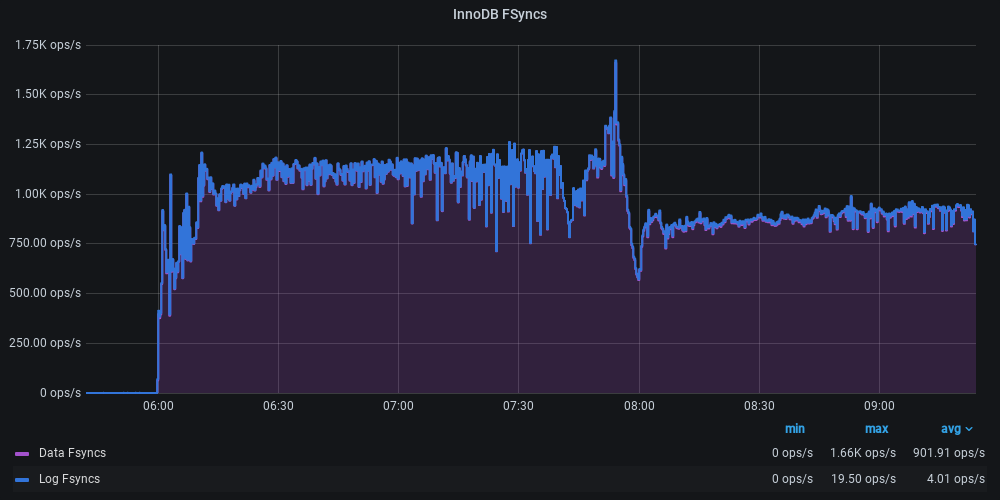 InnoDB FSyncs
1.75K ops/s
1.50K ops/s
1.25K ops/s
1.00K ops/s
750.00 ops/s
500.00 ops/s
250.00 ops/s
0 ops/s
06:00 06:30 07:00 07:30 08:00 08:30 09:00
min max avg
Data Fsyncs 0 ops/s 1.66K ops/s 901.91 ops/s
Log Fsyncs 0 ops/s 19.50 ops/s 4.01 ops/s